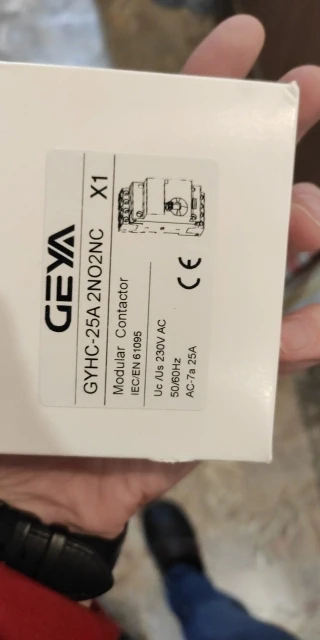 GEYA
GYHC-25A 2NO2NC X1
Modular Contactor
IEC/EN 61095
Uc /Us 230V AC
50/60Hz
AC-7a 25A
CE